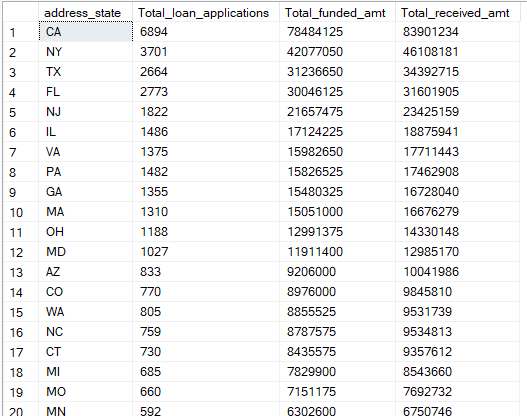 address_state Total_loan_applications Total_funded_amt Total_received_amt
1 CA 6894 78484125 83901234
2 NY 3701 42077050 46108181
3 TX 2664 31236650 34392715
4 FL 2773 30046125 31601905
5 NJ 1822 21657475 23425159
6 IL 1486 17124225 18875941
7 VA 1375 15982650 17711443
8 PA 1482 15826525 17462908
9 GA 1355 15480325 16728040
10 MA 1310 15051000 16676279
11 OH 1188 12991375 14330148
12 MD 1027 11911400 12985170
13 AZ 833 9206000 10041986
14 CO 770 8976000 9845810
15 WA 805 8855525 9531739
16 NC 759 8787575 9534813
17 CT 730 8435575 9357612
18 MI 685 7829900 8543660
19 MO 660 7151175 7692732
20 MN 592 6302600 6750746